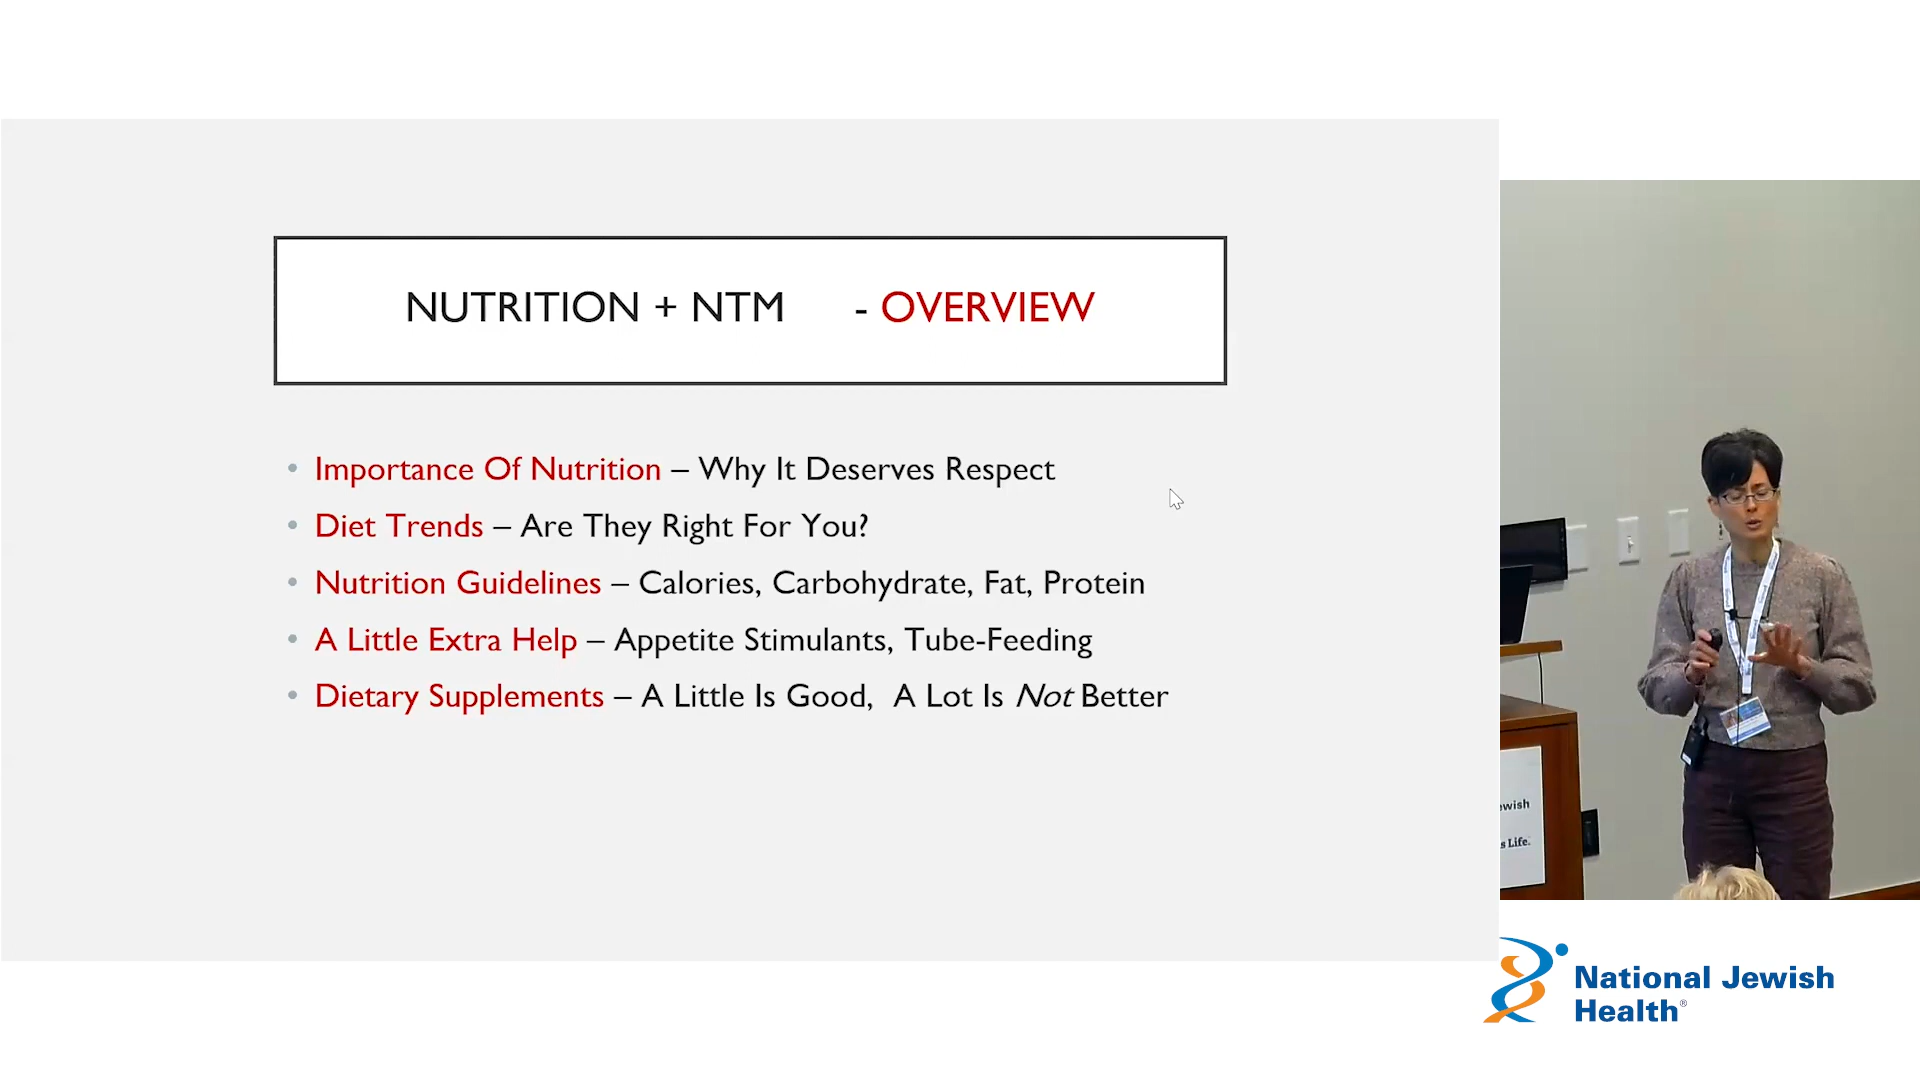 NUTRITION + NTM - OVERVIEW
• Importance Of Nutrition – Why It Deserves Respect
• Diet Trends – Are They Right For You?
• Nutrition Guidelines – Calories, Carbohydrate, Fat, Protein
• A Little Extra Help – Appetite Stimulants, Tube-Feeding
• Dietary Supplements – A Little Is Good, A Lot Is Not Better
ewish
s Life.
National Jewish
Health®